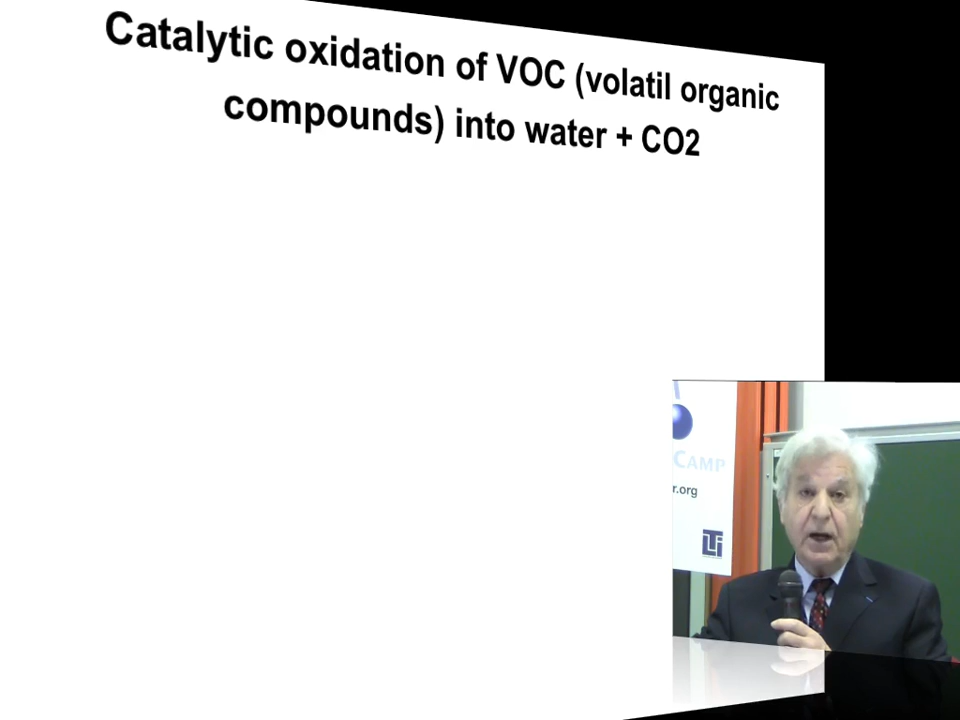 Catalytic oxidation of VOC (volatil organic
compounds) into water + CO2
CAMP
r.org